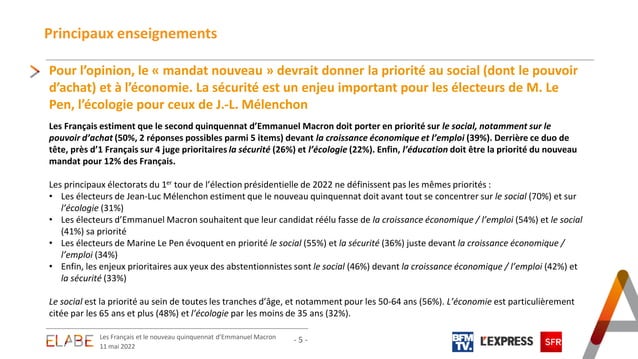 Principaux enseignements
Pour l’opinion, le « mandat nouveau » devrait donner la priorité au social (dont le pouvoir
d’achat) et à l’économie. La sécurité est un enjeu important pour les électeurs de M. Le
Pen, l’écologie pour ceux de J.-L. Mélenchon
Les Français estiment que le second quinquennat d’Emmanuel Macron doit porter en priorité sur le social, notamment sur le
pouvoir d’achat (50%, 2 réponses possibles parmi 5 items) devant la croissance économique et l’emploi (39%). Derrière ce duo de
tête, près d’1 Français sur 4 juge prioritaires la sécurité (26%) et l’écologie (22%). Enfin, l’éducation doit être la priorité du nouveau
mandat pour 12% des Français.
Les principaux électorats du 1er tour de l’élection présidentielle de 2022 ne définissent pas les mêmes priorités :
• Les électeurs de Jean-Luc Mélenchon estiment que le nouveau quinquennat doit avant tout se concentrer sur le social (70%) et sur
l’écologie (31%)
• Les électeurs d’Emmanuel Macron souhaitent que leur candidat réélu fasse de la croissance économique / l’emploi (54%) et le social
(41%) sa priorité
• Les électeurs de Marine Le Pen évoquent en priorité le social (55%) et la sécurité (36%) juste devant la croissance économique /
l’emploi (34%)
• Enfin, les enjeux prioritaires aux yeux des abstentionnistes sont le social (46%) devant la croissance économique / l’emploi (42%) et
la sécurité (33%)
Le social est la priorité au sein de toutes les tranches d’âge, et notamment pour les 50-64 ans (56%). L’économie est particulièrement
citée par les 65 ans et plus (48%) et l’écologie par les moins de 35 ans (32%).
ELABE
Les Français et le nouveau quinquennat d’Emmanuel Macron
11 mai 2022
- 5 -
BFM
TV.
L’EXPRESS
SFR